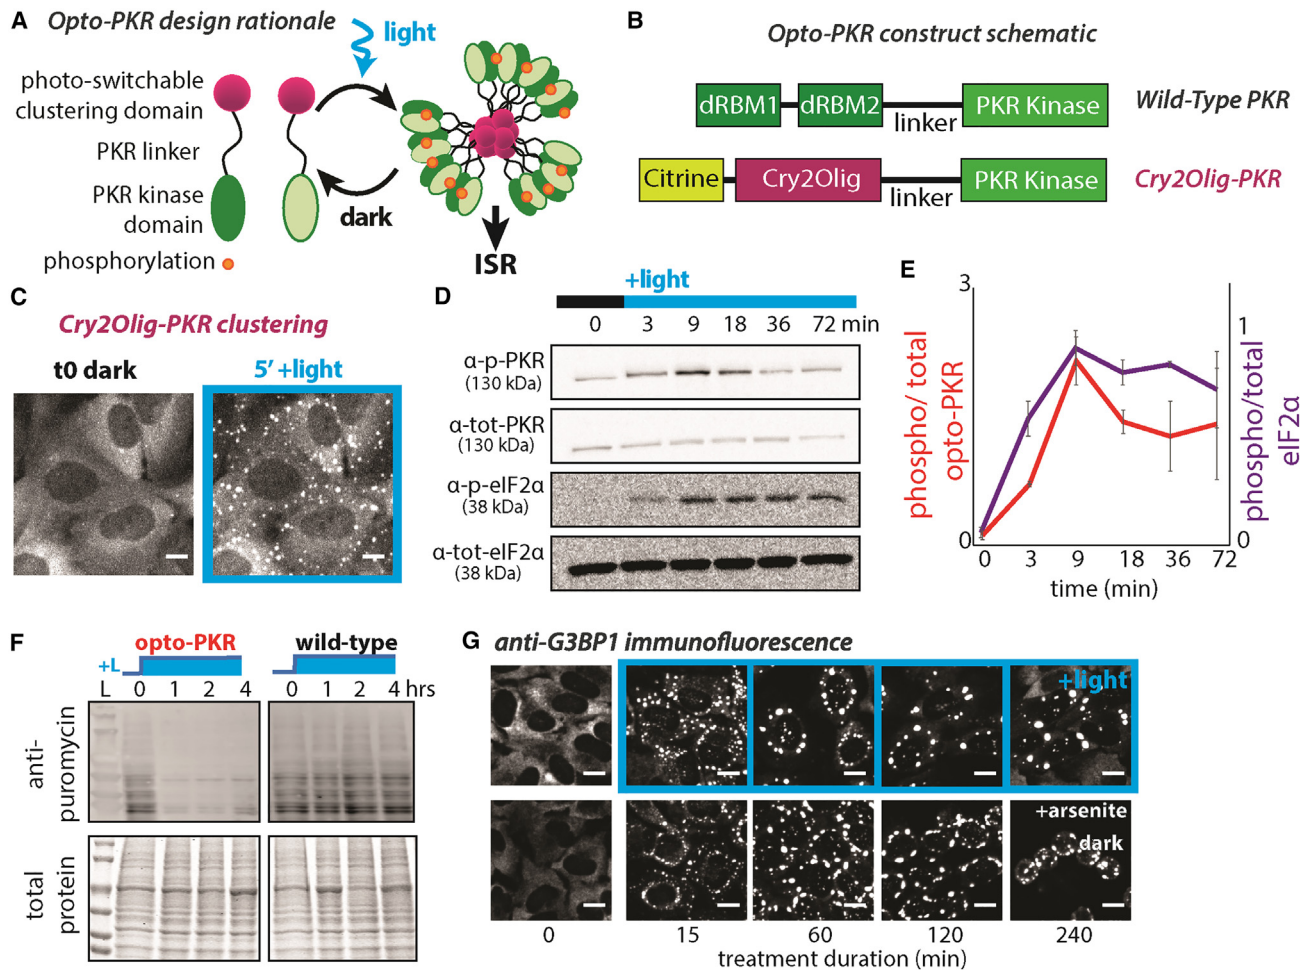 A Opto-PKR design rationale
light
photo-switchable
clustering domain
PKR linker
PKR kinase
domain
phosphorylation
dark
ISR
B
Opto-PKR construct schematic
dRBM1 dRBM2 linker PKR Kinase Wild-Type PKR
Citrine Cry2Olig linker PKR Kinase Cry2Olig-PKR
C
Cry2Olig-PKR clustering
t0 dark 5' +light
D
+light
0 3 9 18 36 72 min
α-p-PKR
(130 kDa)
α-tot-PKR
(130 kDa)
α-p-eIF2α
(38 kDa)
α-tot-eIF2α
(38 kDa)
E
3
0
phospho/ total
opto-PKR
1
0
phospho/total
eIF2α
0 3 9 18 36 72
time (min)
F
opto-PKR wild-type
+L
L 0 1 2 4 0 1 2 4 hrs
anti-
puromycin
total
protein
G anti-G3BP1 immunofluorescence
+light
+arsenite
dark
0 15 60 120 240
treatment duration (min)